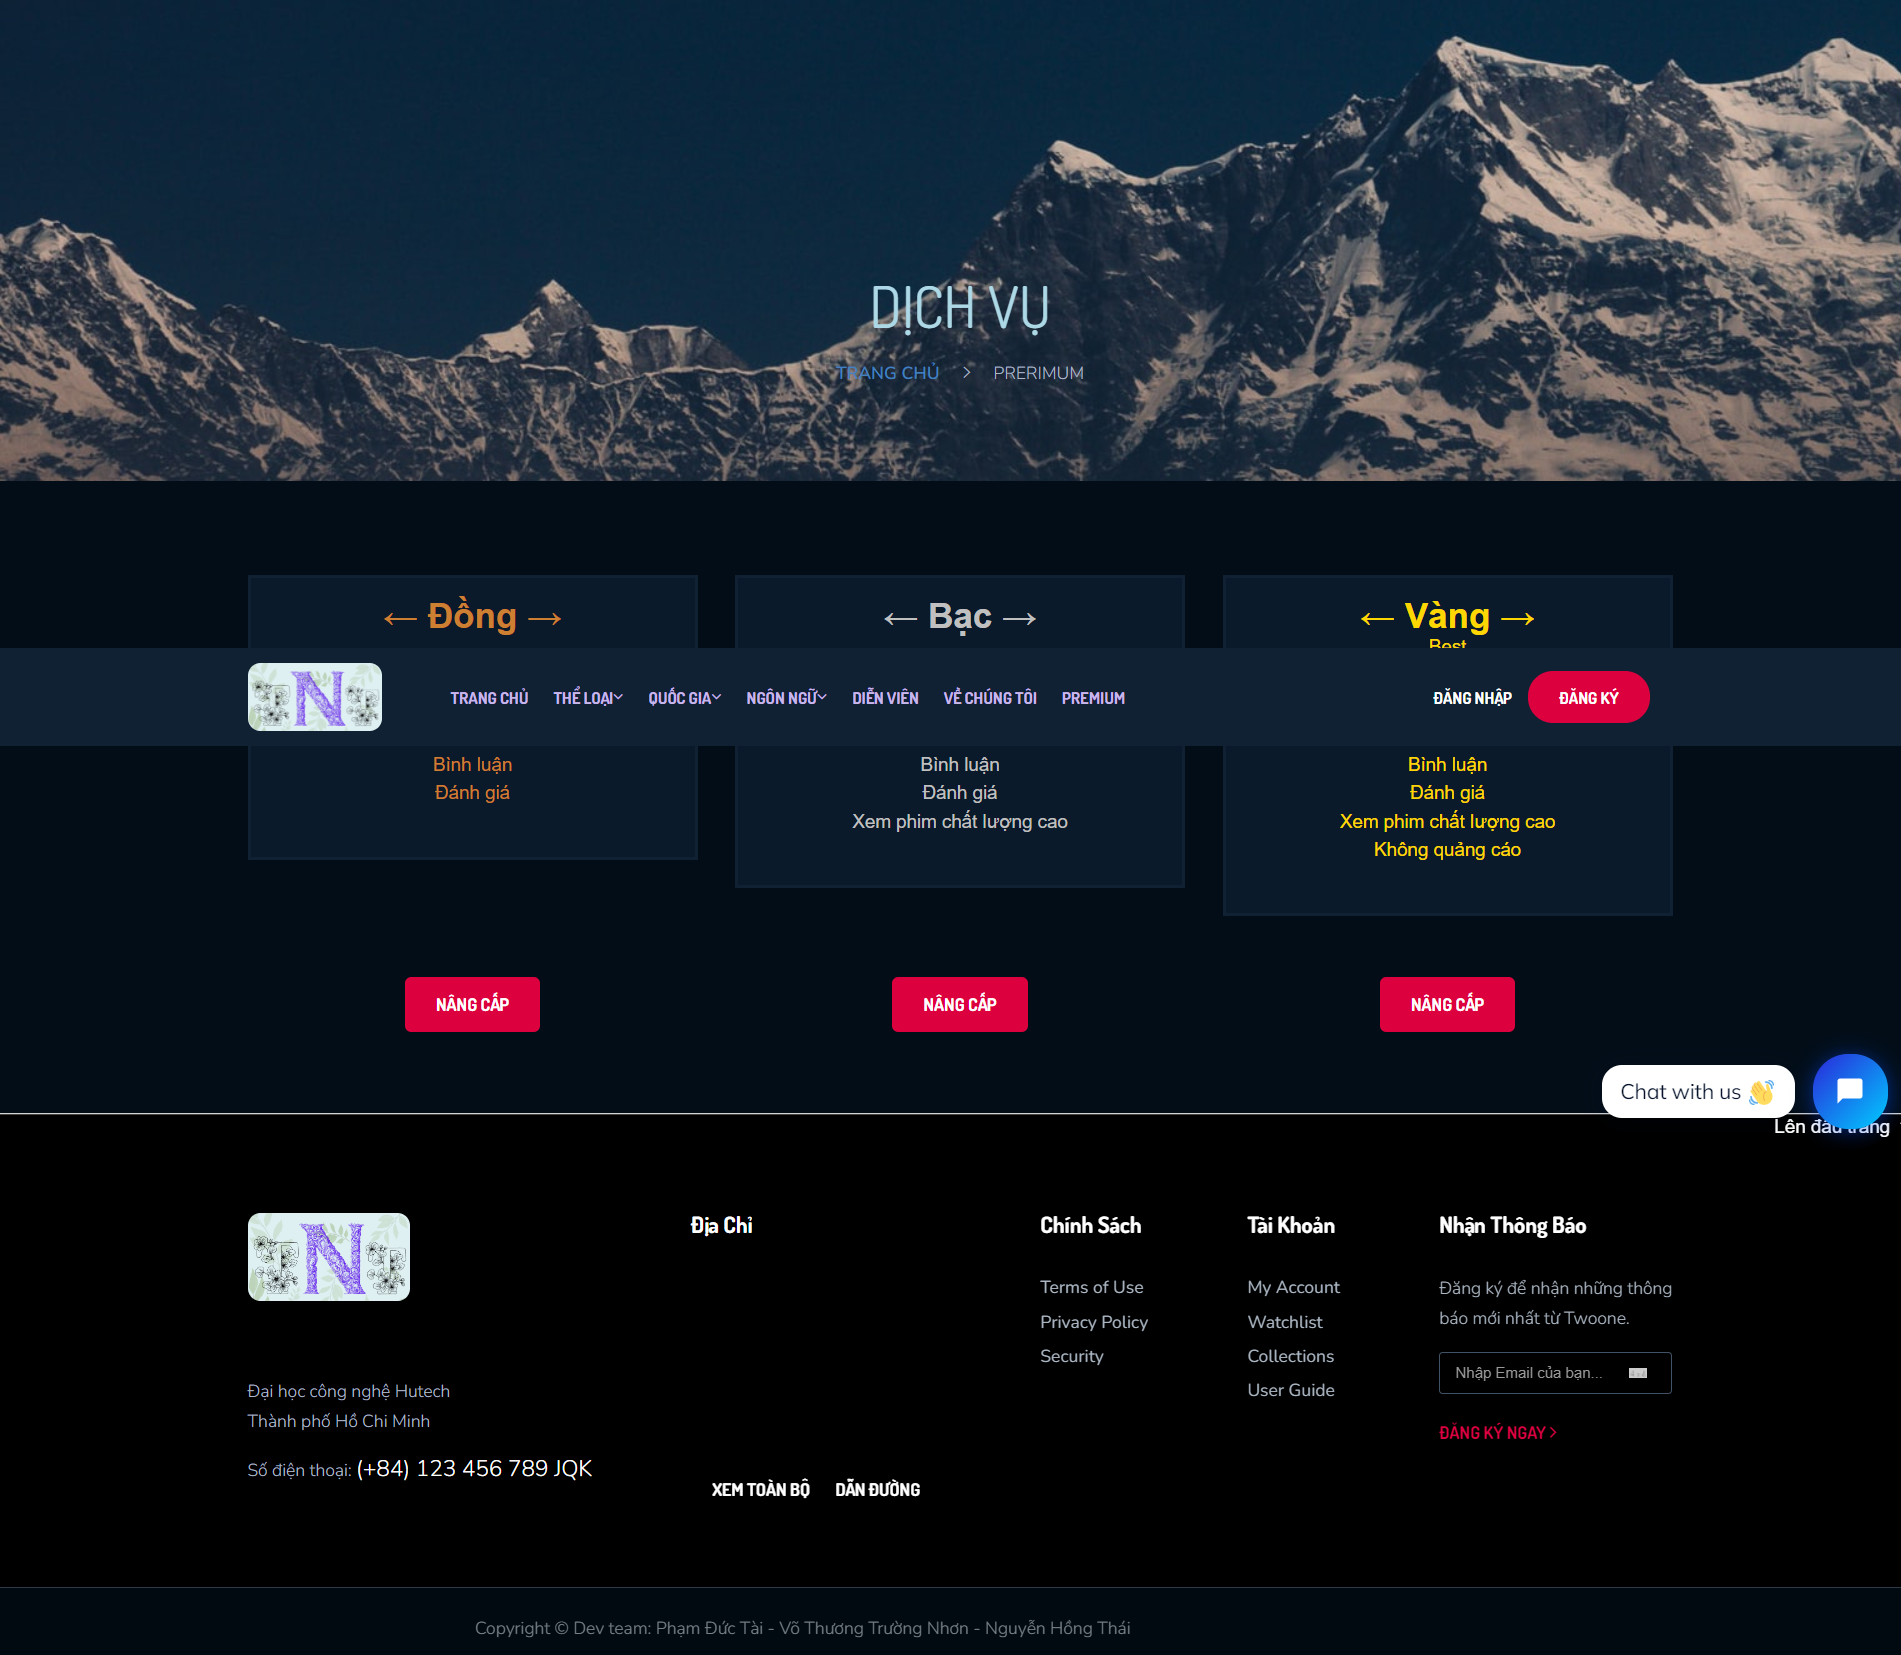 DỊCH VỤ
TRANG CHỦ > PRERIMUM
← Đồng →
← Bạc →
← Vàng →
Best
N
TRANG CHỦ THỂ LOẠI QUỐC GIA NGÔN NGỮ DIỄN VIÊN VỀ CHÚNG TÔI PREMIUM ĐĂNG NHẬP ĐĂNG KÝ
Bình luận
Đánh giá
Bình luận
Đánh giá
Xem phim chất lượng cao
Bình luận
Đánh giá
Xem phim chất lượng cao
Không quảng cáo
NÂNG CẤP NÂNG CẤP NÂNG CẤP
Chat with us 👋
Lên đầu trang
N
Đại học công nghệ Hutech
Thành phố Hồ Chi Minh
Số điện thoại: (+84) 123 456 789 JQK
Địa Chỉ
XEM TOÀN BỘ DẪN ĐƯỜNG
Chính Sách
Terms of Use
Privacy Policy
Security
Tài Khoản
My Account
Watchlist
Collections
User Guide
Nhận Thông Báo
Đăng ký để nhận những thông
báo mới nhất từ Twoone.
Nhập Email của bạn...
ĐĂNG KÝ NGAY >
Copyright © Dev team: Phạm Đức Tài - Võ Thương Trường Nhơn - Nguyễn Hồng Thái